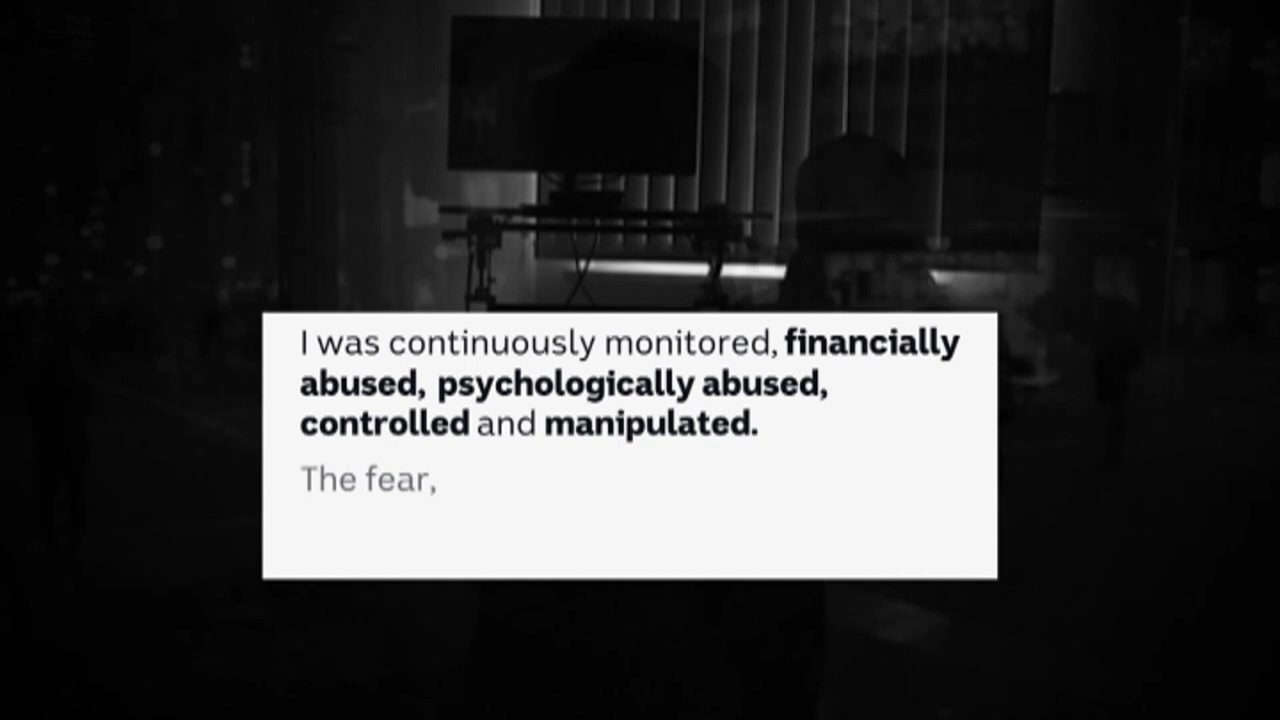 I was continuously monitored, financially
abused, psychologically abused,
controlled and manipulated.
The fear,